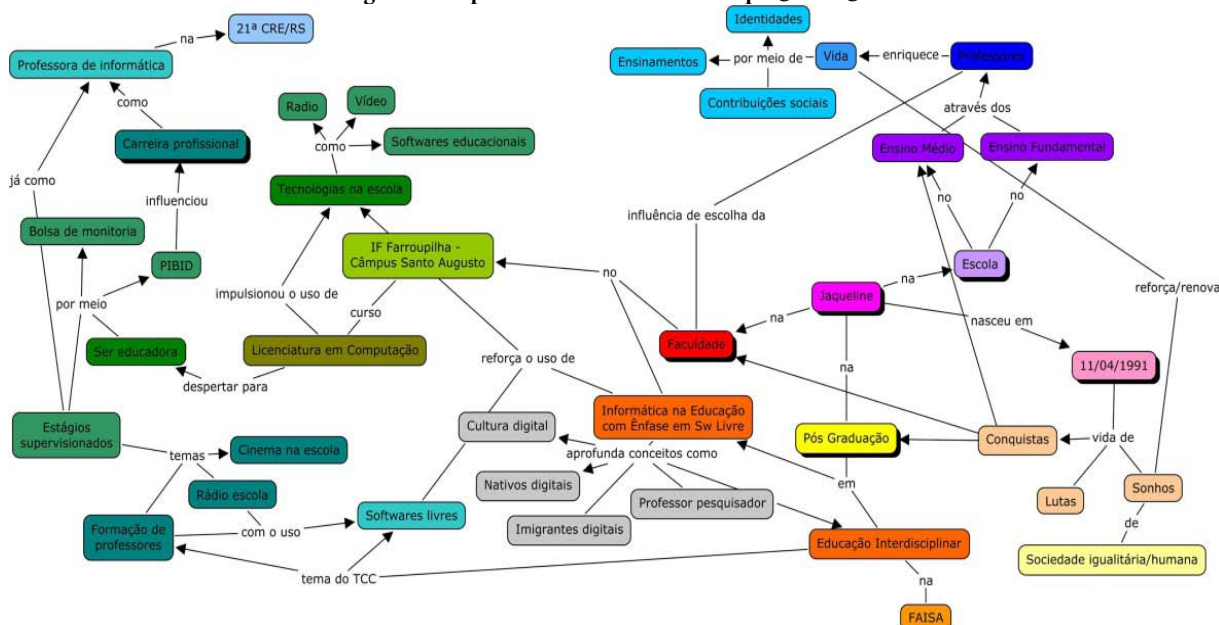 21ª CRE/RS
na
Professora de informática
como
Carreira profissional
já como
influenciou
Bolsa de monitoria
PIBID
por meio
Ser educadora
despertar para
Estágios
supervisionados
temas
Cinema na escola
Rádio escola
com o uso
Formação de
professores
Softwares livres
tema do TCC
Radio
Vídeo
como
Softwares educacionais
Tecnologias na escola
IF Farroupilha -
Câmpus Santo Augusto
impulsionou o uso de
curso
Licenciatura em Computação
reforça o uso de
Cultura digital
Informática na Educação
com Ênfase em Sw Livre
aprofunda conceitos como
Nativos digitais
Imigrantes digitais
Professor pesquisador
Educação Interdisciplinar
em
na
FAISA
Identidades
Ensinamentos
por meio de
Vida
enriquece
Professores
Contribuições sociais
através dos
Ensino Médio
Ensino Fundamental
no
no
influência de escolha da
Escola
na
Jaqueline
no
na
Faculdade
na
nasceu em
reforça/renova
11/04/1991
Pós Graduação
Conquistas
vida de
Lutas
Sonhos
de
Sociedade igualitária/humana